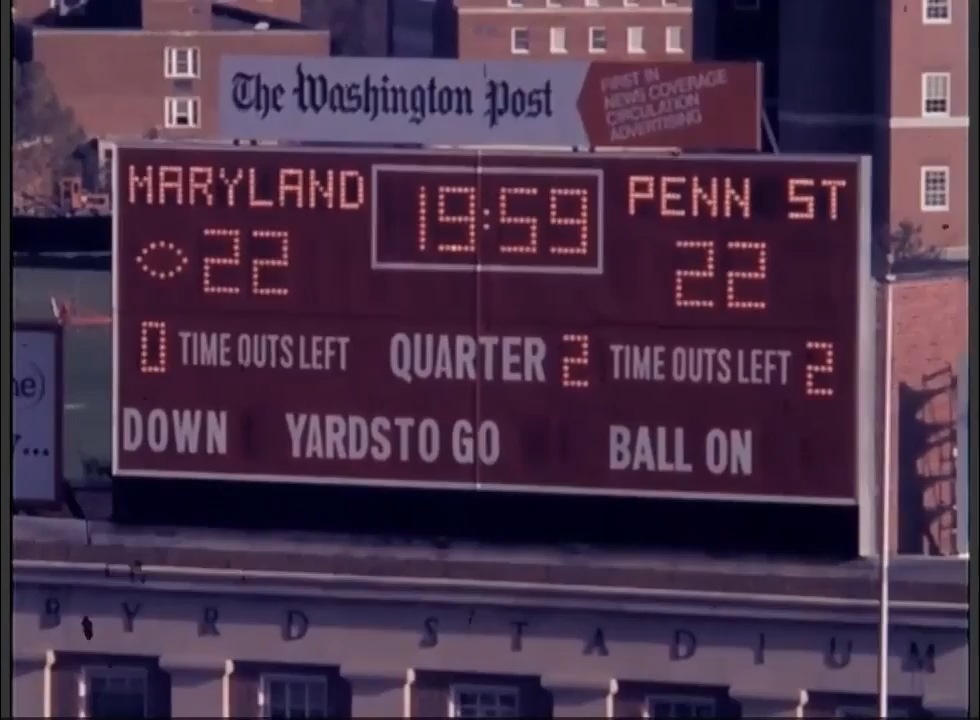 The Washington Post
FIRST IN
NEWS COVERAGE
CIRCULATION
ADVERTISING
MARYLAND 19:59 PENN ST
22 22
0 TIME OUTS LEFT QUARTER 2 TIME OUTS LEFT 2
DOWN YARDS TO GO BALL ON
BYRD STADIUM